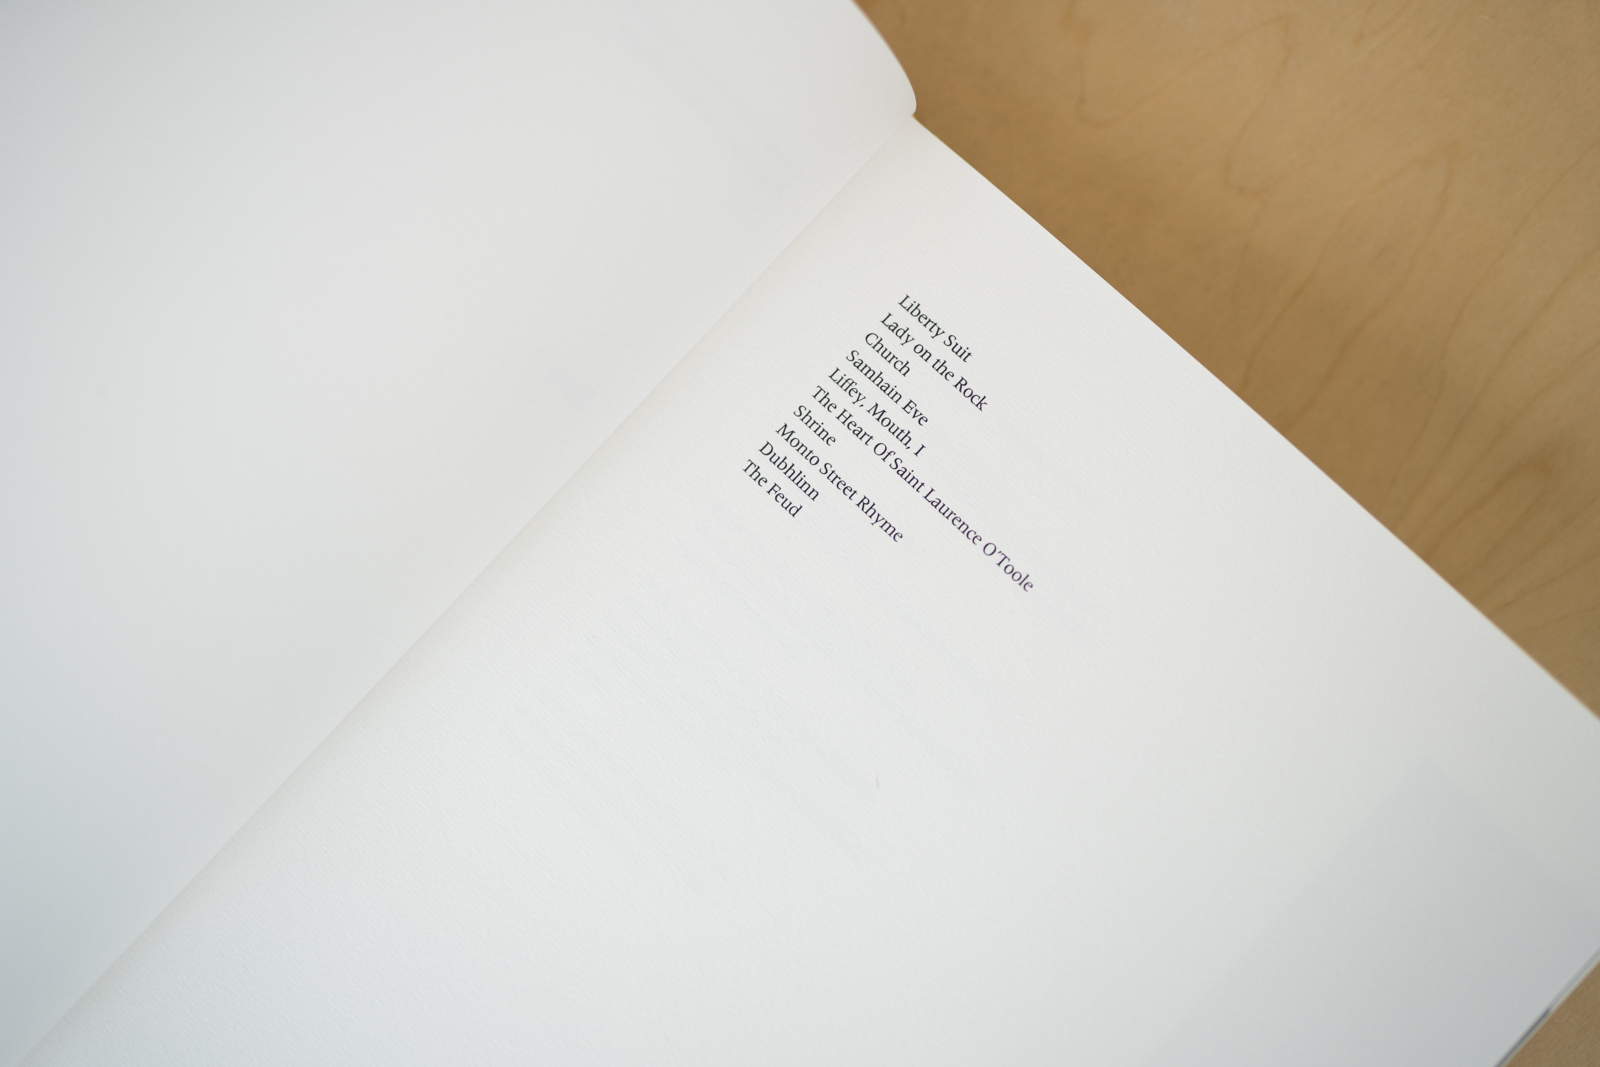 Liberty Suit
Lady on the Rock
Church
Samhain Eve
Liffey, Mouth, I
The Heart Of Saint Laurence O'Toole
Shrine
Monto Street Rhyme
Dubhlinn
The Feud